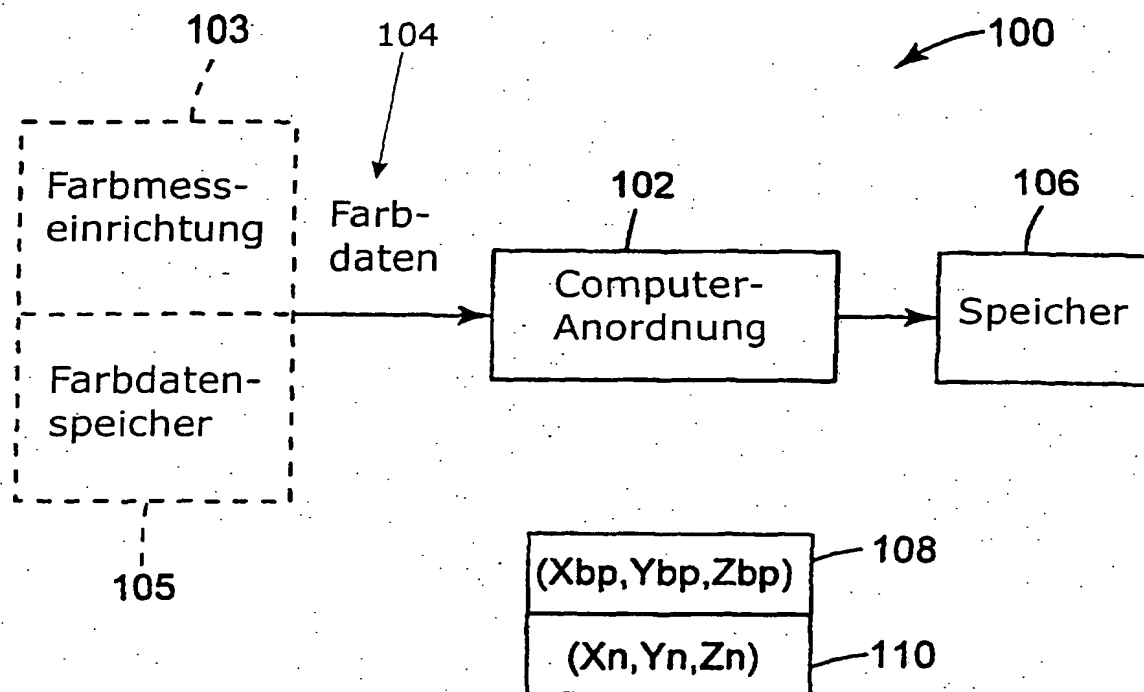 103
104
100
Farbmess-
einrichtung
Farb-
daten
102
106
Computer-
Anordnung
Speicher
Farbdaten-
speicher
105
(Xbp,Ybp,Zbp)
108
(Xn,Yn,Zn)
110